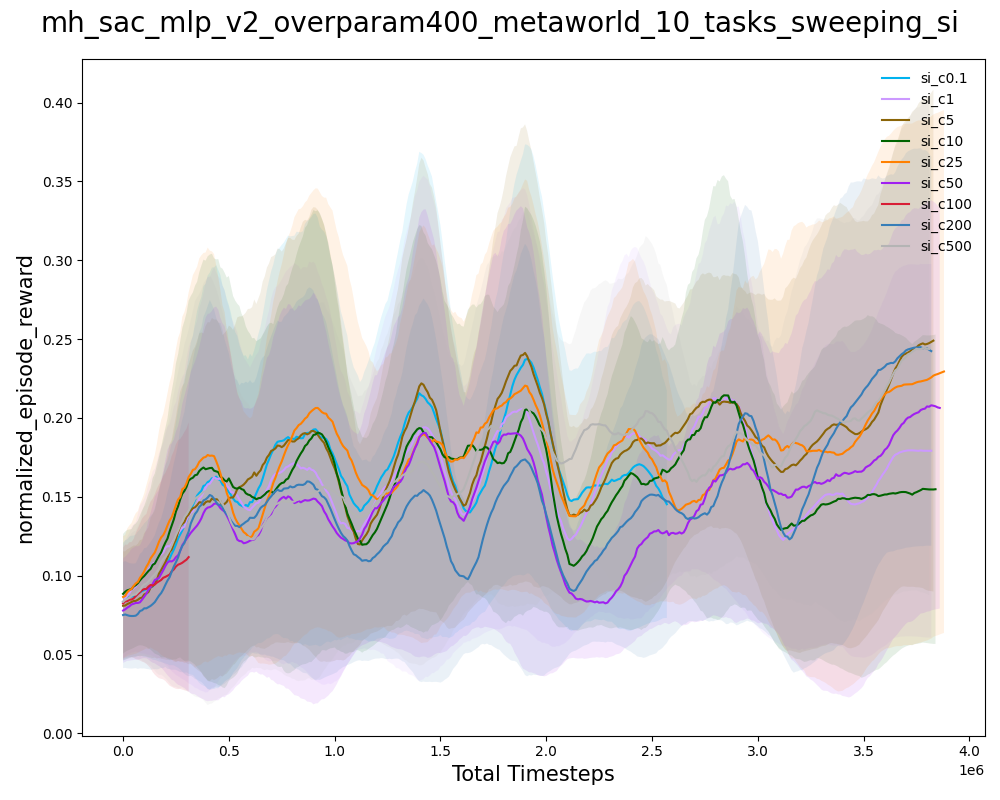 mh_sac_mlp_v2_overparam400_metaworld_10_tasks_sweeping_si
si_c0.1
si_c1
si_c5
si_c10
si_c25
si_c50
si_c100
si_c200
si_c500
normalized_episode_reward
0.40
0.35
0.30
0.25
0.20
0.15
0.10
0.05
0.00
0.0 0.5 1.0 1.5 2.0 2.5 3.0 3.5 4.0
1e6
Total Timesteps